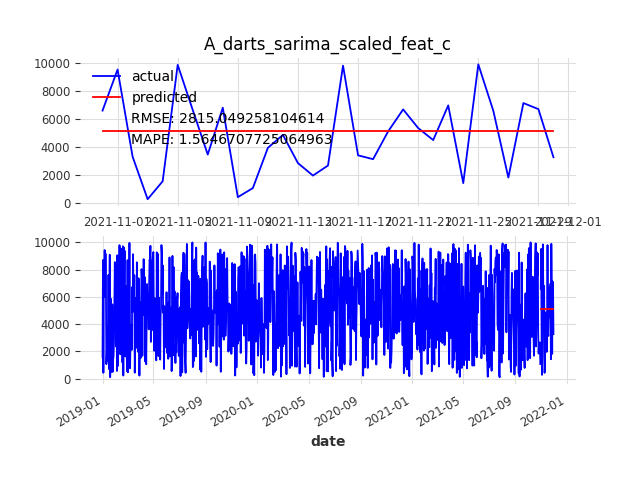 A_darts_sarima_scaled_feat_c
10000
8000
6000
4000
2000
0
actual
predicted
RMSE: 2815.049258104614
MAPE: 1.5646707725064963
2021-11-01 2021-11-05 2021-11-09 2021-11-13 2021-11-17 2021-11-21 2021-11-25 2021-11-29 2021-12-01
10000
8000
6000
4000
2000
0
2019-01 2019-05 2019-09 2020-01 2020-05 2020-09 2021-01 2021-05 2021-09 2022-01
date